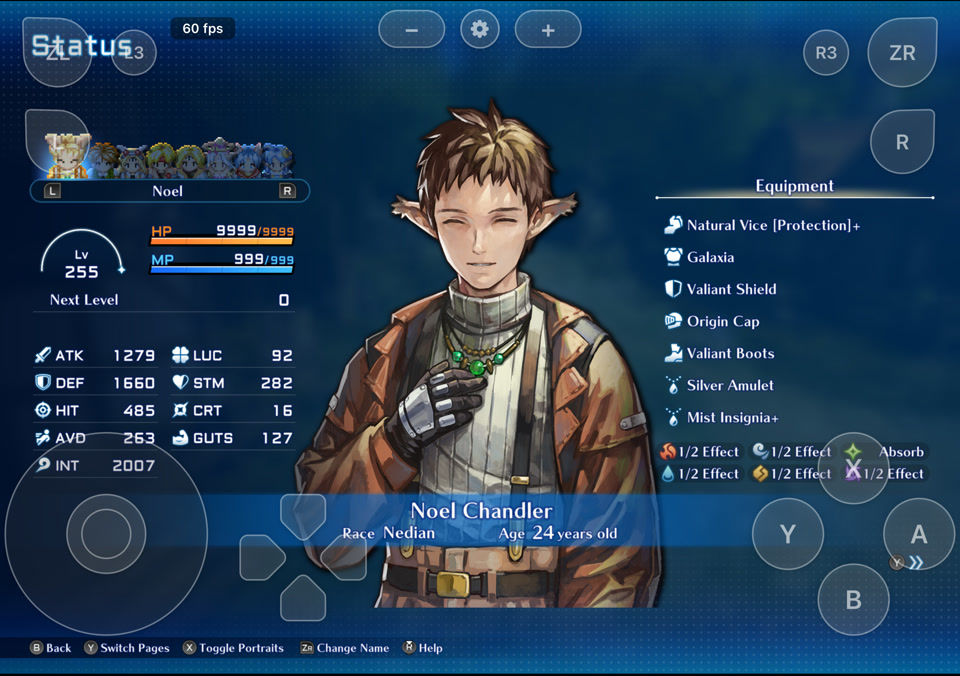 60 fps
Status
ZL
L3
R3
ZR
R
L Noel R
HP 9999/9999
Lv 255
MP 999/999
Next Level 0
ATK 1279 LUC 92
DEF 1660 STM 282
HIT 485 CRT 16
AVD 263 GUTS 127
INT 2007
Equipment
Natural Vice [Protection]+
Galaxia
Valiant Shield
Origin Cap
Valiant Boots
Silver Amulet
Mist Insignia+
1/2 Effect 1/2 Effect Absorb
1/2 Effect 1/2 Effect 1/2 Effect
X
Noel Chandler
Race Nedian Age 24 years old
Y
A
Y
B
B Back Y Switch Pages X Toggle Portraits ZR Change Name R Help